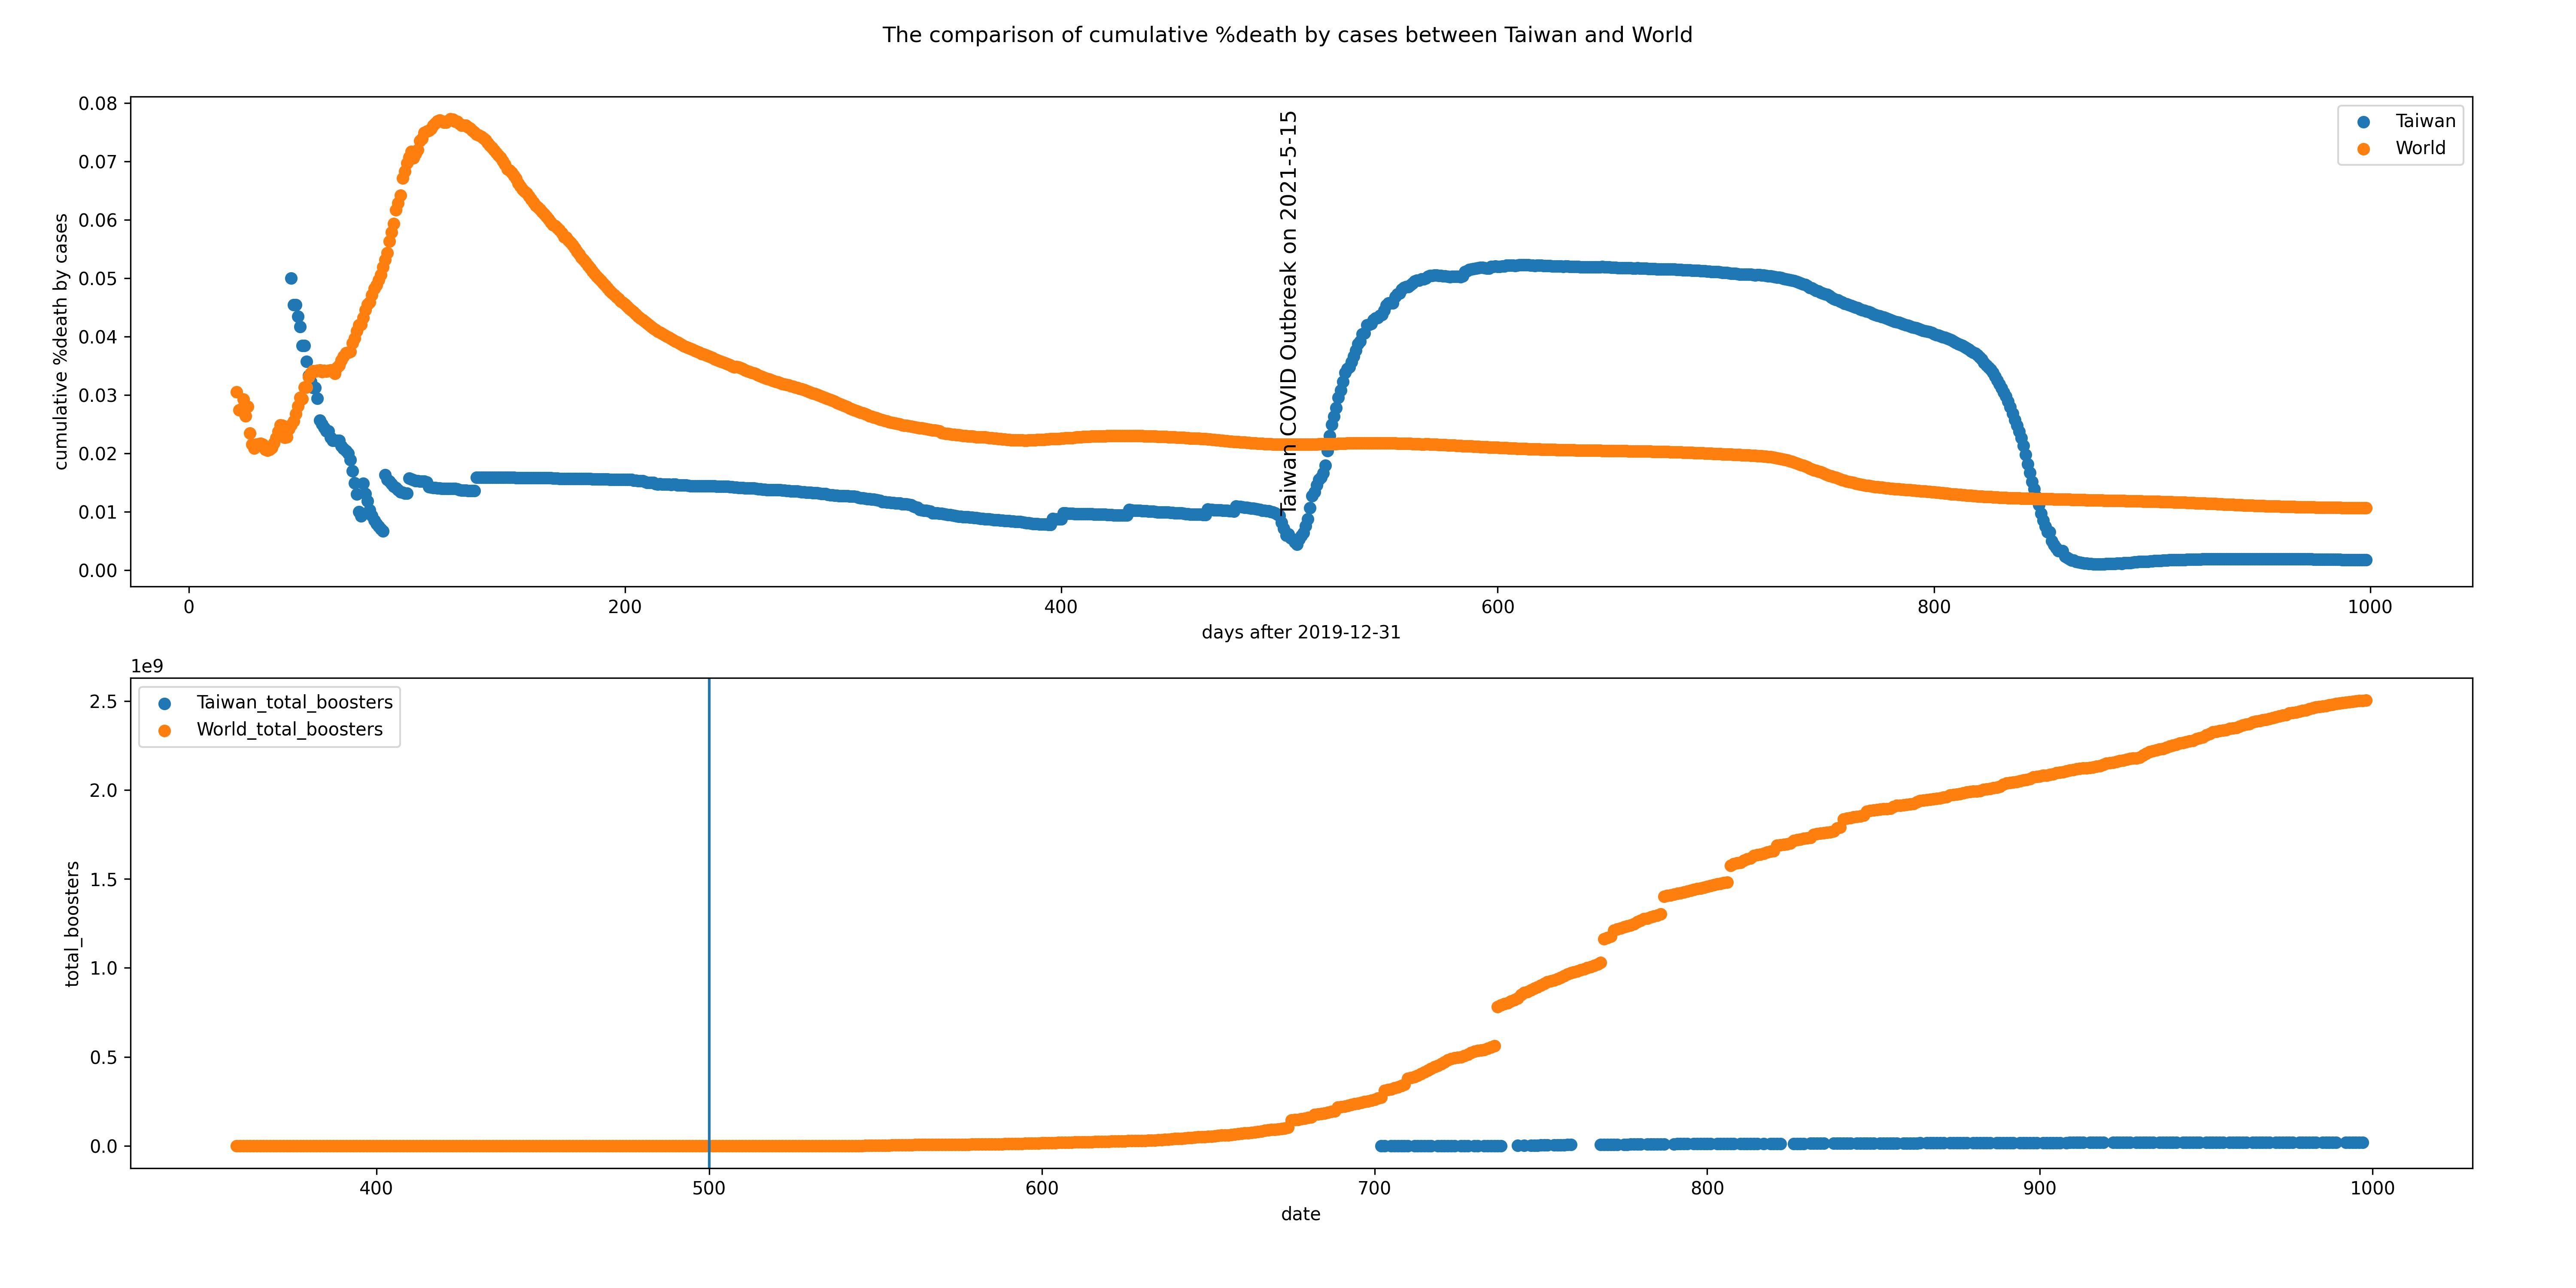 The comparison of cumulative %death by cases between Taiwan and World
cumulative %death by cases
0.08
0.07
0.06
0.05
0.04
0.03
0.02
0.01
0.00
Taiwan COVID Outbreak on 2021-5-15
Taiwan
World
0 200 400 600 800 1000
days after 2019-12-31
1e9
total_boosters
2.5
2.0
1.5
1.0
0.5
0.0
Taiwan_total_boosters
World_total_boosters
400 500 600 700 800 900 1000
date